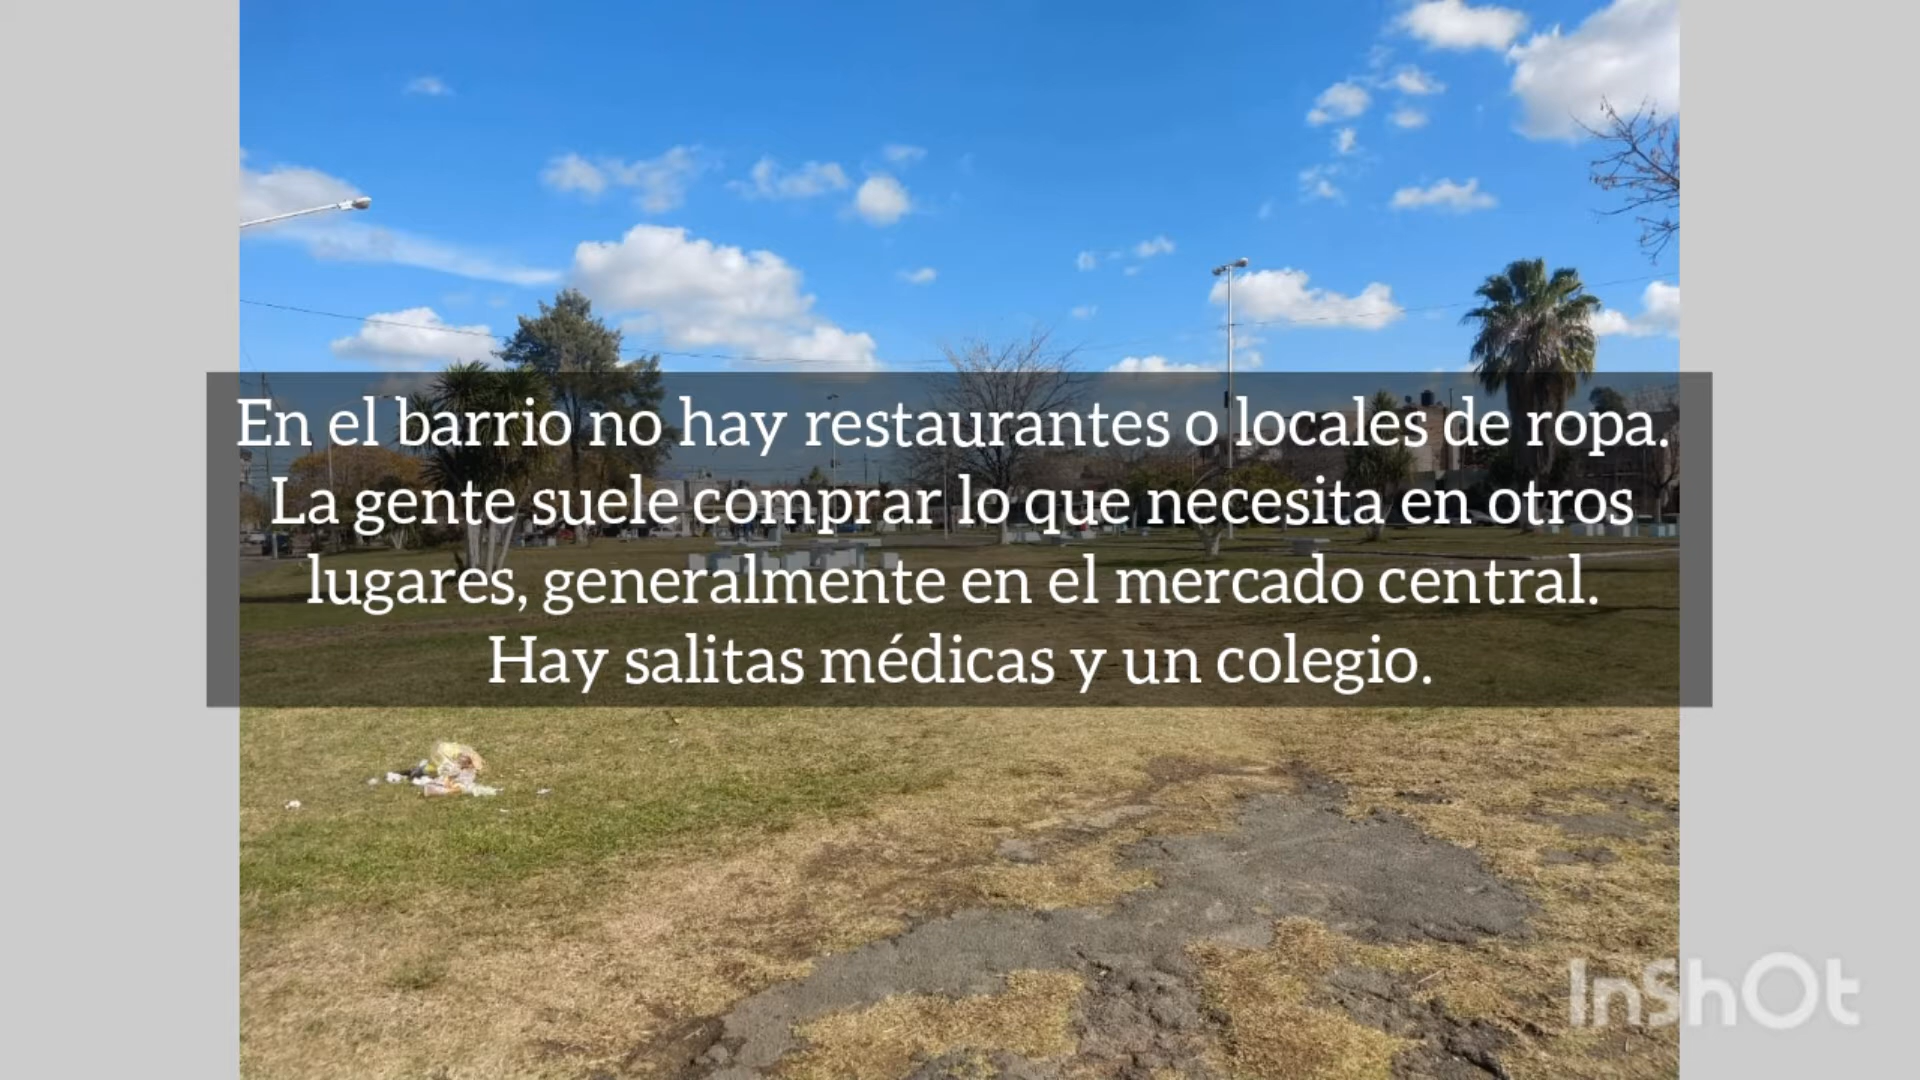 En el barrio no hay restaurantes o locales de ropa.
La gente suele comprar lo que necesita en otros
lugares, generalmente en el mercado central.
Hay salitas médicas y un colegio.
InShOt